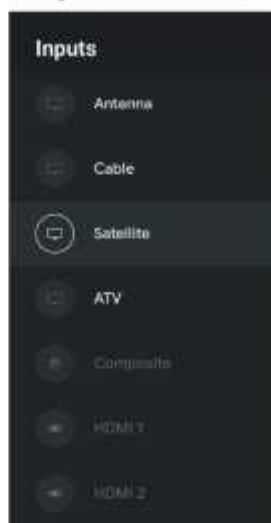 Inputs
Antenna
Cable
Satellite
ATV
Composite
HDMI 1
HDMI 2